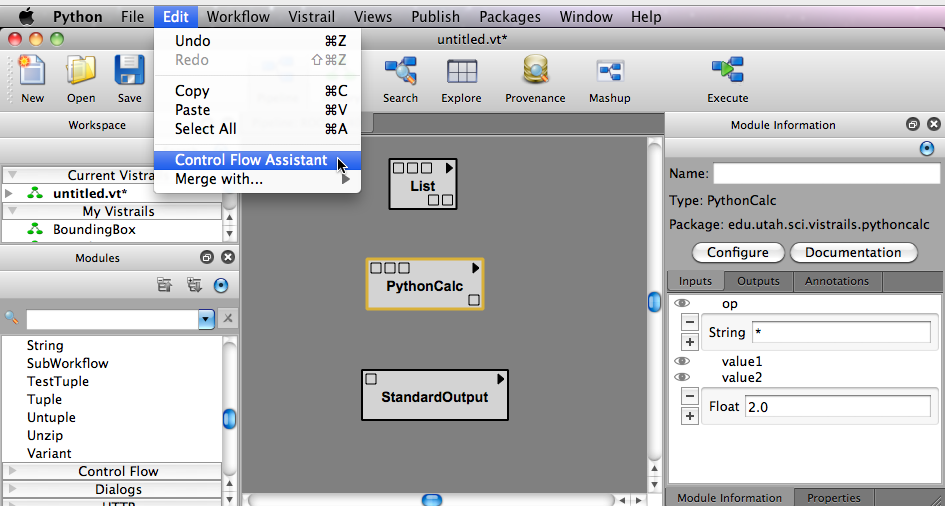 Python File Edit Workflow Vistrail Views Publish Packages Window Help
untitled.vt*
Undo ⌘Z
Redo ⇧⌘Z
Copy ⌘C
Paste ⌘V
Select All ⌘A
Control Flow Assistant
Merge with...
New Open Save Search Explore Provenance Mashup Execute
Workspace
Current Vistr
untitled.vt*
My Vistrails
BoundingBox
Modules
String
SubWorkflow
TestTuple
Tuple
Untuple
Unzip
Variant
Control Flow
Dialogs
HTTP
List
PythonCalc
StandardOutput
Module Information
Name:
Type: PythonCalc
Package: edu.utah.sci.vistrails.pythoncalc
Configure Documentation
Inputs Outputs Annotations
op
String *
value1
value2
Float 2.0
Module Information Properties